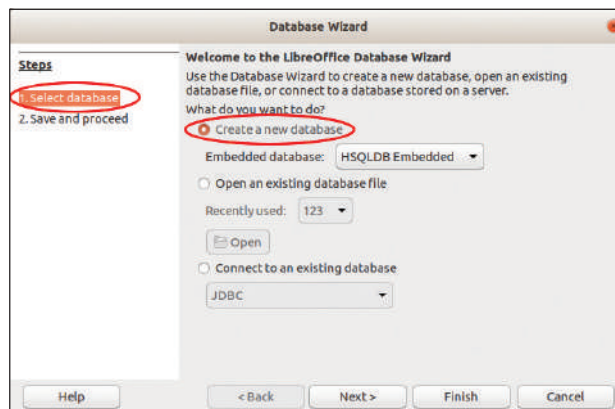 Database Wizard
Steps
1. Select database
2. Save and proceed
Welcome to the LibreOffice Database Wizard
Use the Database Wizard to create a new database, open an existing
database file, or connect to a database stored on a server.
What do you want to do?
Create a new database
Embedded database: HSQLDB Embedded
Open an existing database file
Recently used: 123
Open
Connect to an existing database
JDBC
Help < Back Next > Finish Cancel